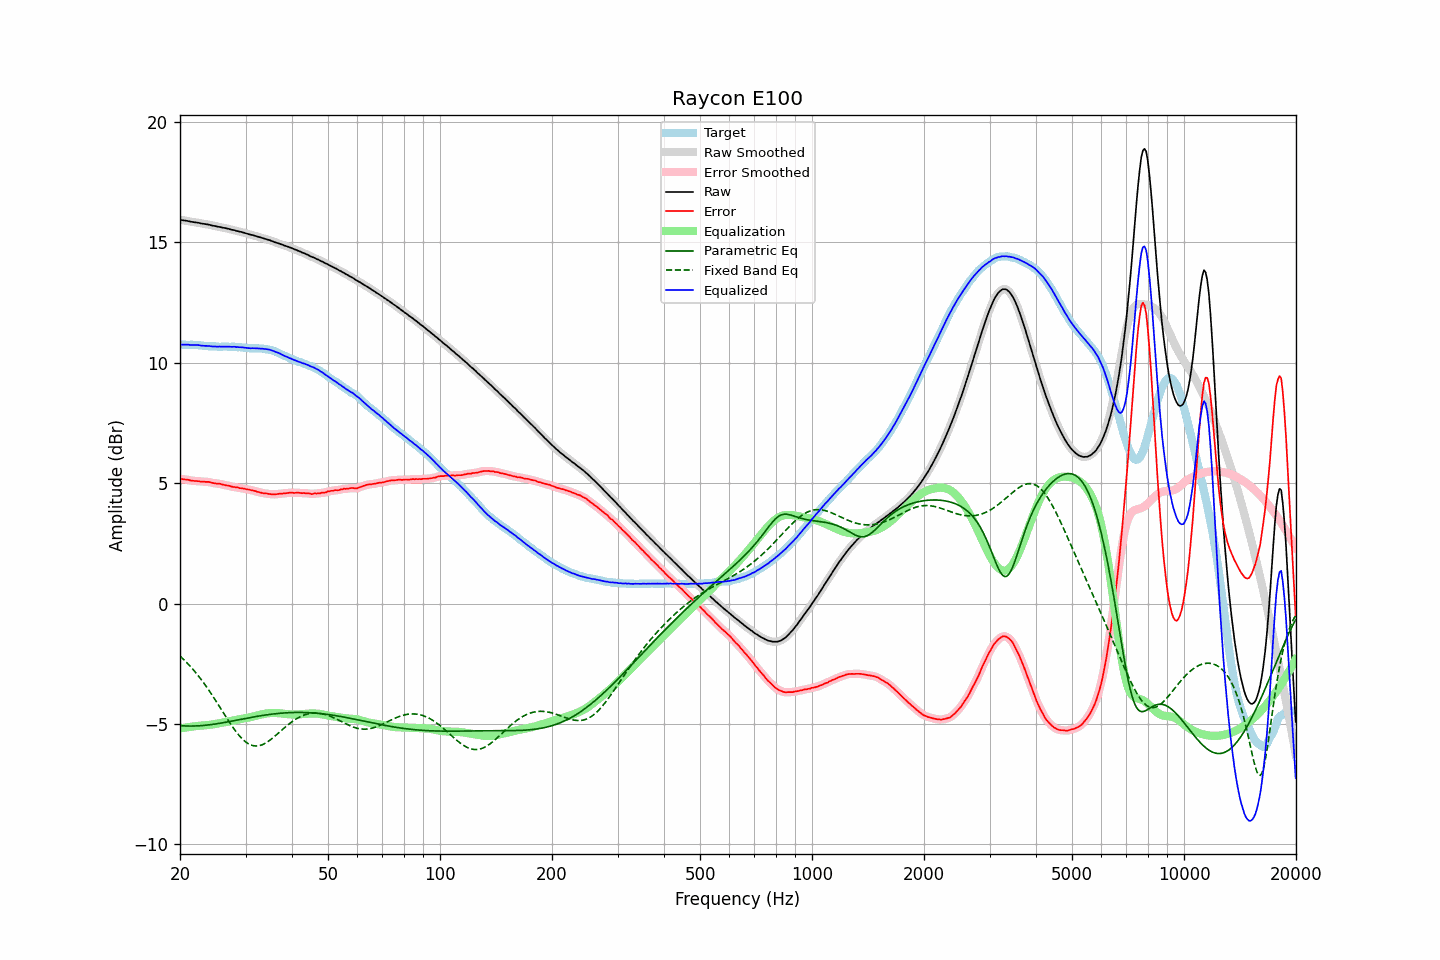 Raycon E100
Target
Raw Smoothed
Error Smoothed
Raw
Error
Equalization
Parametric Eq
Fixed Band Eq
Equalized
Amplitude (dBr)
20
15
10
5
0
−5
−10
20 50 100 200 500 1000 2000 5000 10000 20000
Frequency (Hz)